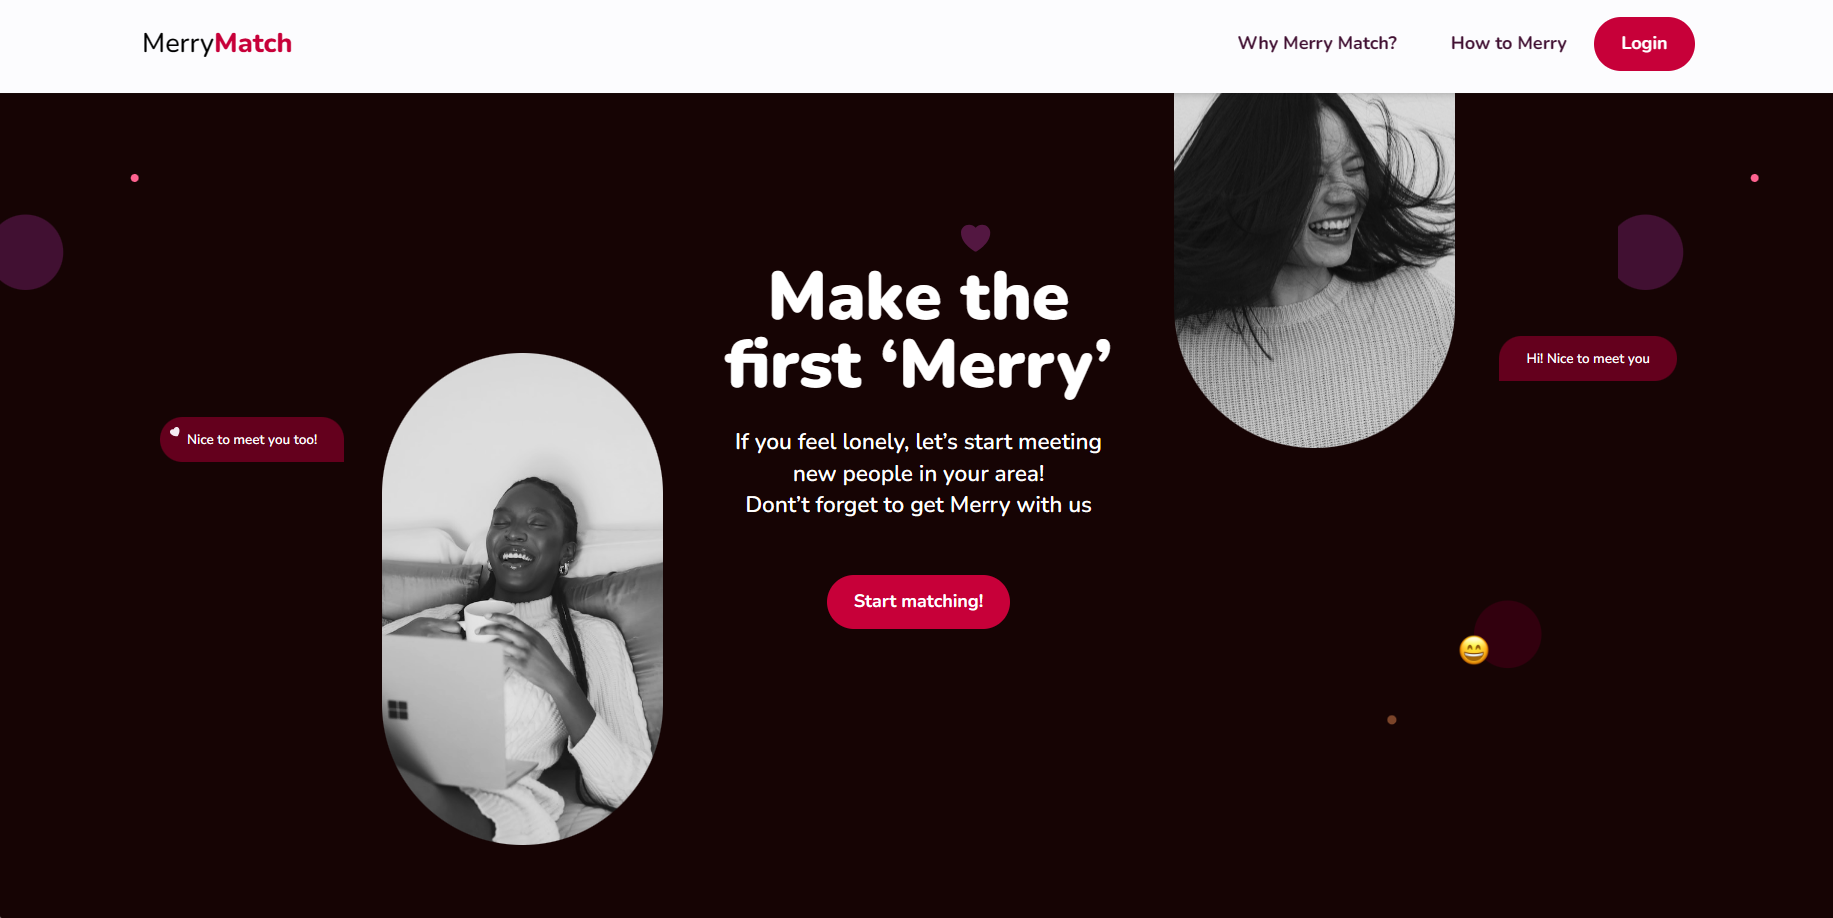 MerryMatch
Why Merry Match?
How to Merry
Login
Make the
first ‘Merry’
If you feel lonely, let’s start meeting
new people in your area!
Dont’t forget to get Merry with us
Start matching!
Nice to meet you too!
Hi! Nice to meet you